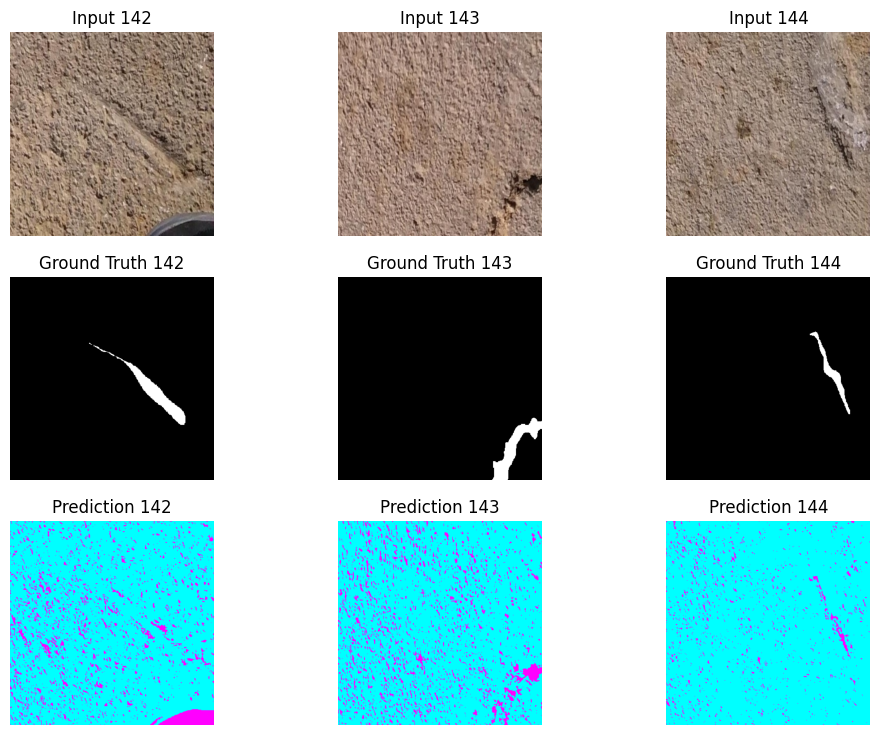 Input 142
Input 143
Input 144
Ground Truth 142
Ground Truth 143
Ground Truth 144
Prediction 142
Prediction 143
Prediction 144